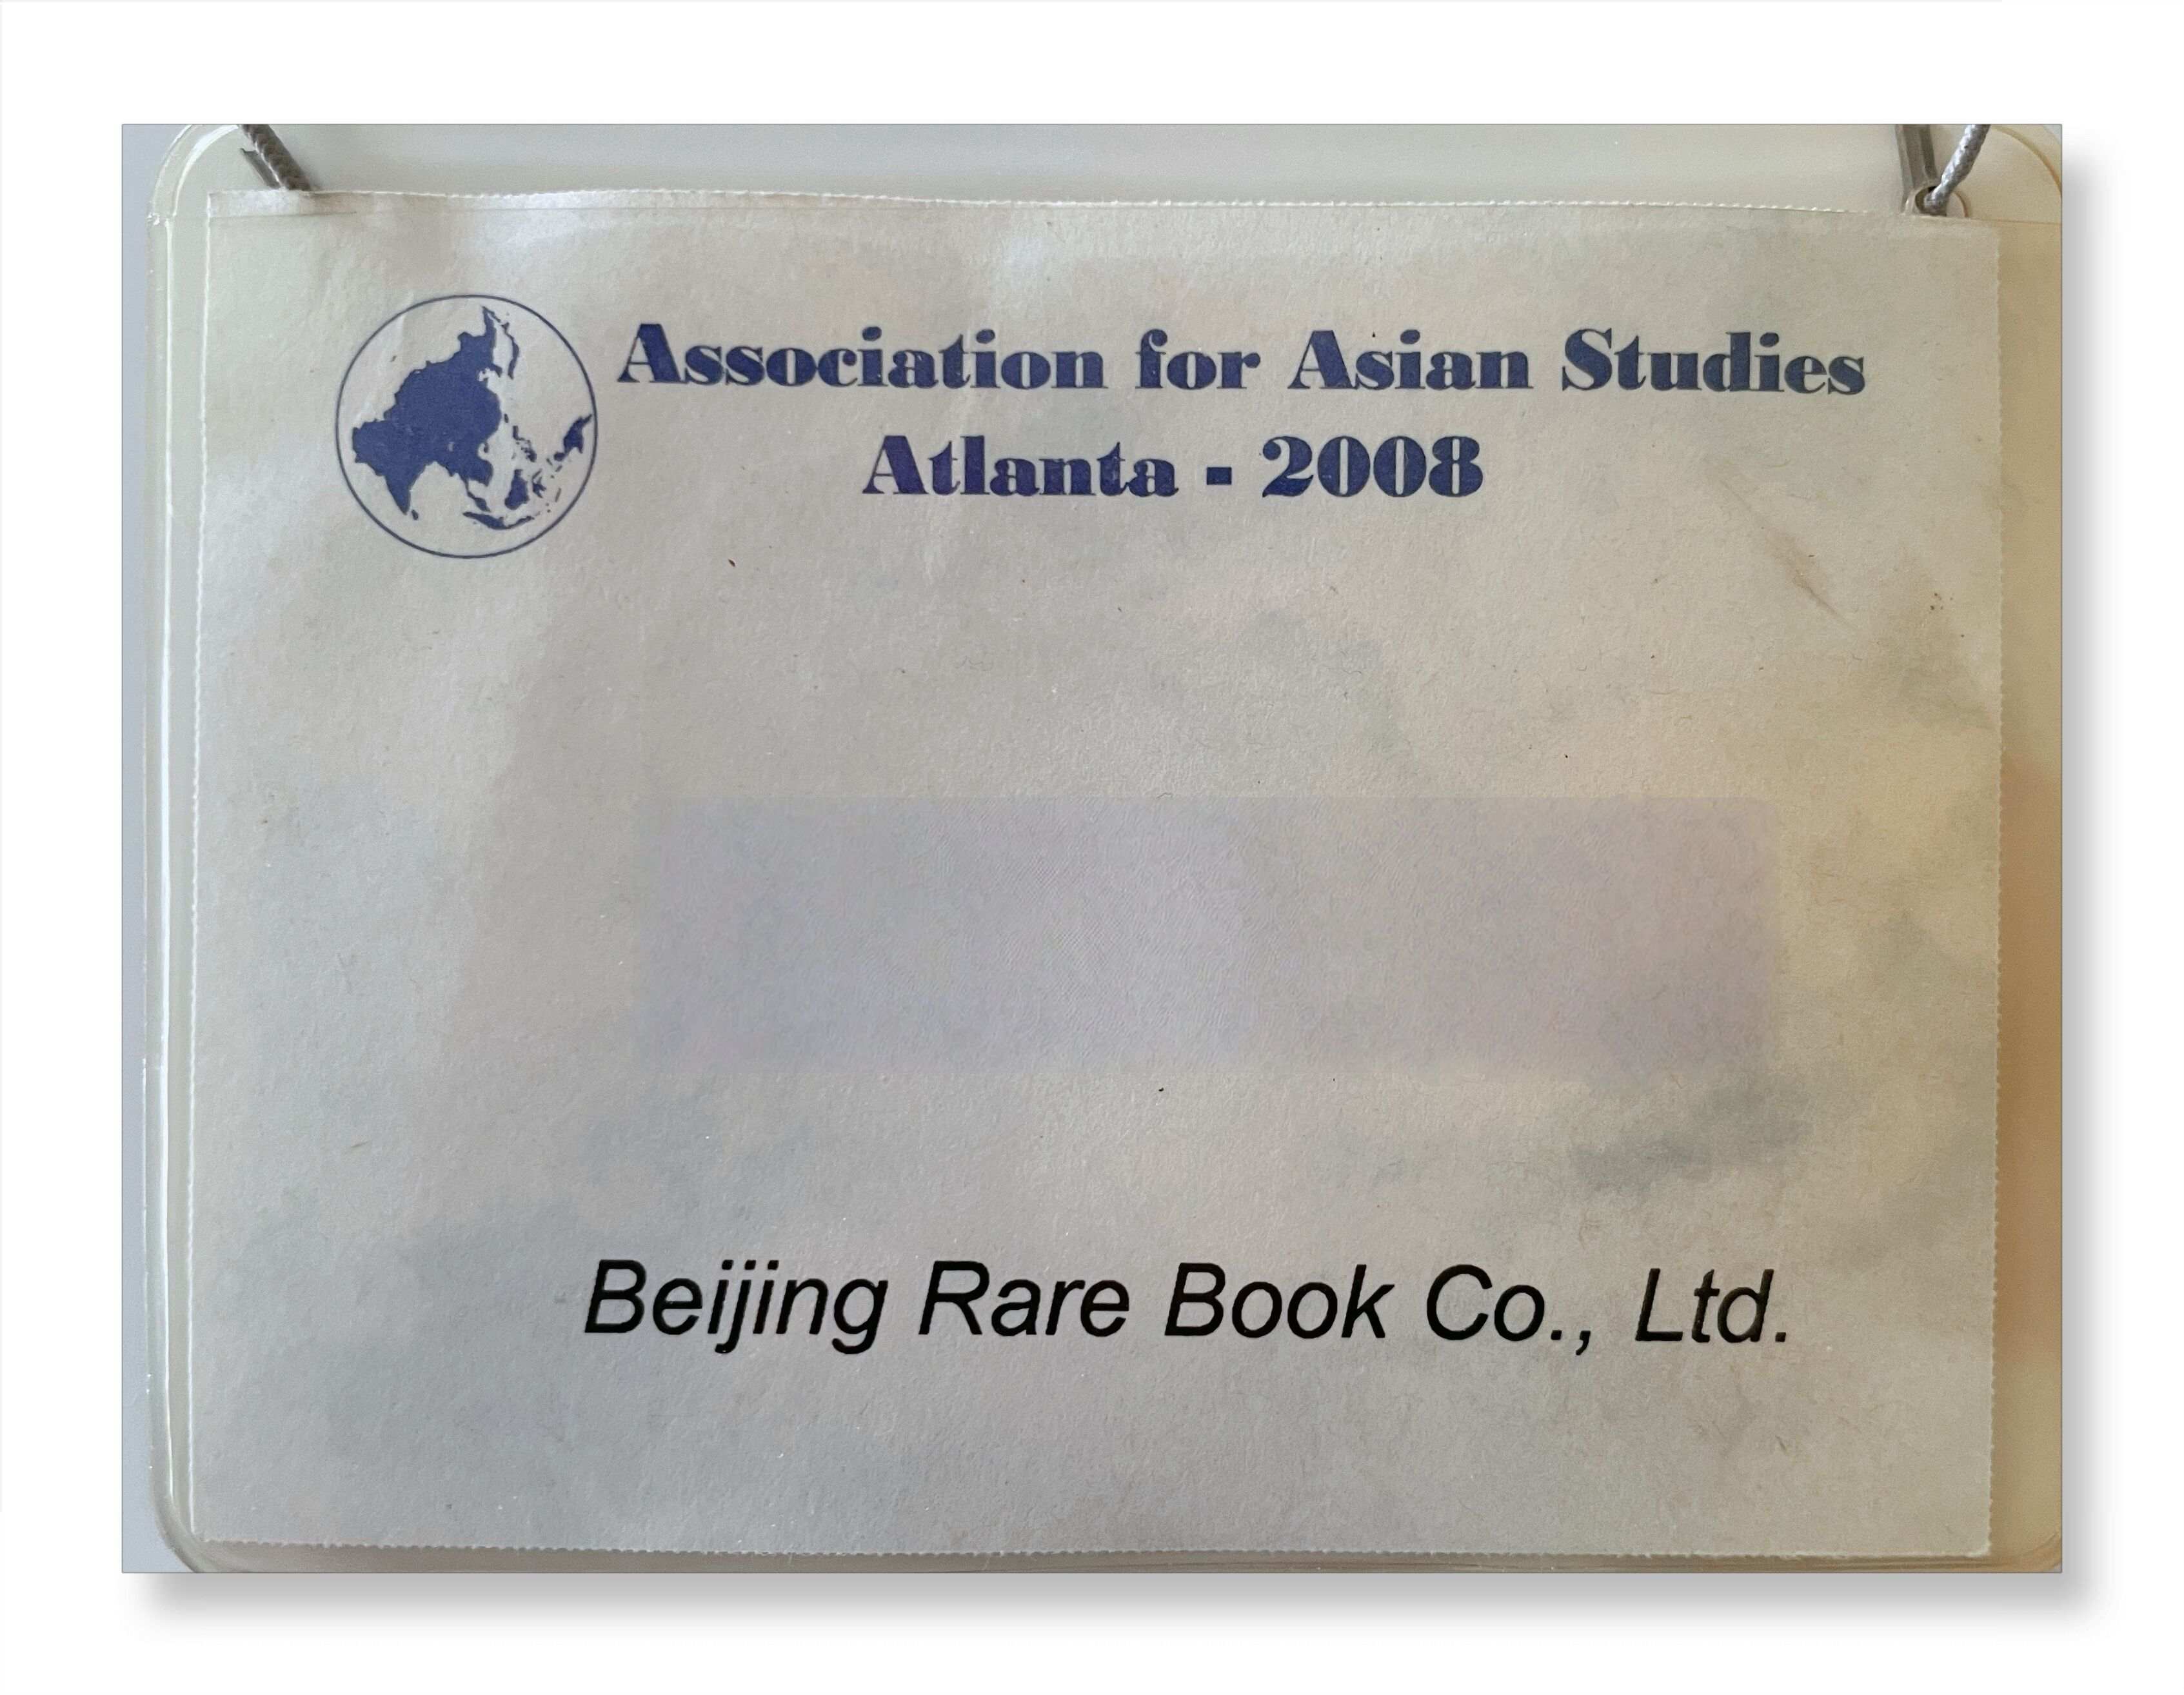 Association for Asian Studies
Atlanta - 2008
Beijing Rare Book Co., Ltd.